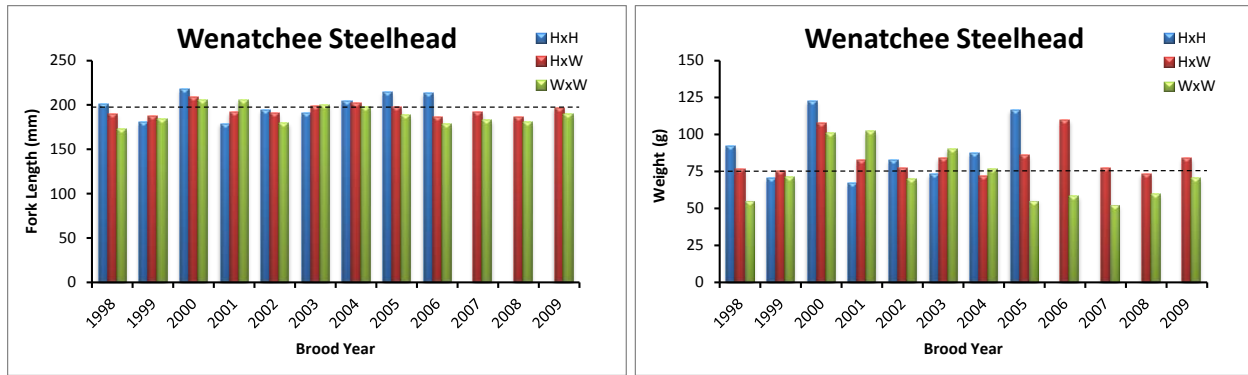 Wenatchee Steelhead
HxH
HxW
WxW
250
200
150
100
50
0
Fork Length (mm)
1998 1999 2000 2001 2002 2003 2004 2005 2006 2007 2008 2009
Brood Year
Wenatchee Steelhead
HxH
HxW
WxW
150
125
100
75
50
25
0
Weight (g)
1998 1999 2000 2001 2002 2003 2004 2005 2006 2007 2008 2009
Brood Year